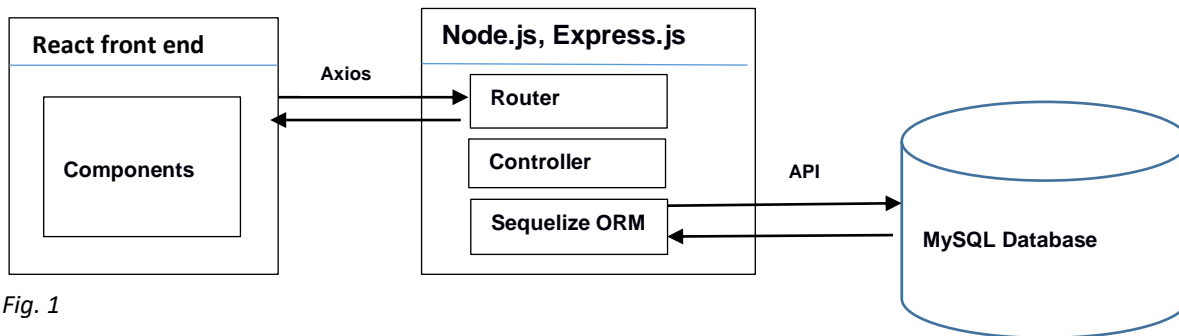 React front end
Components
Axios
Node.js, Express.js
Router
Controller
Sequelize ORM
API
MySQL Database
Fig. 1